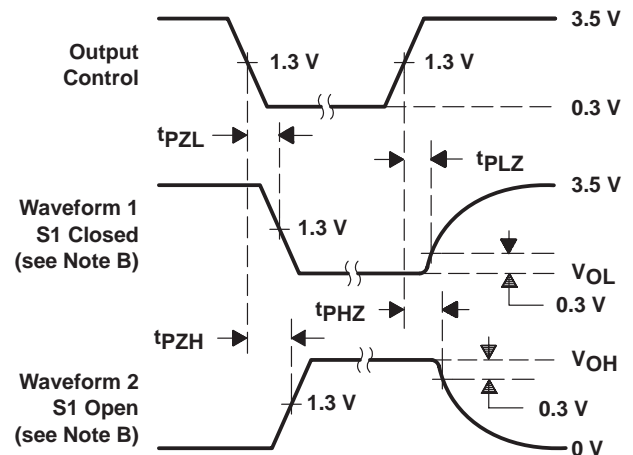 3.5 V
Output
Control
1.3 V
1.3 V
0.3 V
tPZL
tPLZ
3.5 V
Waveform 1
S1 Closed
(see Note B)
1.3 V
VOL
0.3 V
tPHZ
tPZH
VOH
Waveform 2
S1 Open
(see Note B)
1.3 V
0.3 V
0 V